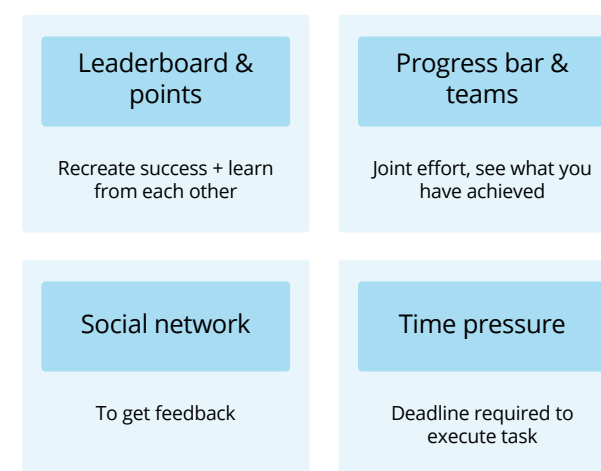 Leaderboard &
points
Recreate success + learn
from each other
Progress bar &
teams
Joint effort, see what you
have achieved
Social network
To get feedback
Time pressure
Deadline required to
execute task